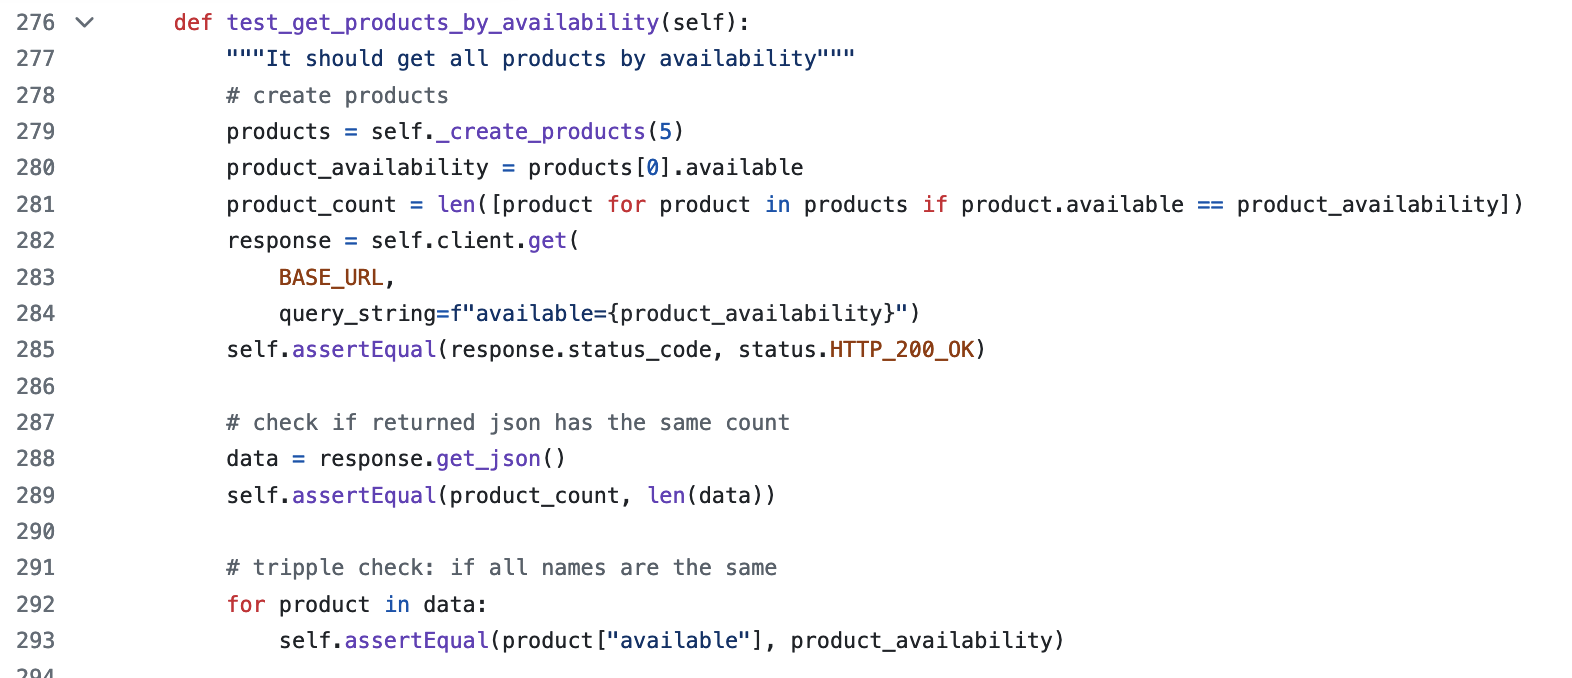 276 def test_get_products_by_availability(self):
277 """It should get all products by availability"""
278 # create products
279 products = self._create_products(5)
280 product_availability = products[0].available
281 product_count = len([product for product in products if product.available == product_availability])
282 response = self.client.get(
283 BASE_URL,
284 query_string=f"available={product_availability}")
285 self.assertEqual(response.status_code, status.HTTP_200_OK)
286
287 # check if returned json has the same count
288 data = response.get_json()
289 self.assertEqual(product_count, len(data))
290
291 # tripple check: if all names are the same
292 for product in data:
293 self.assertEqual(product["available"], product_availability)
294